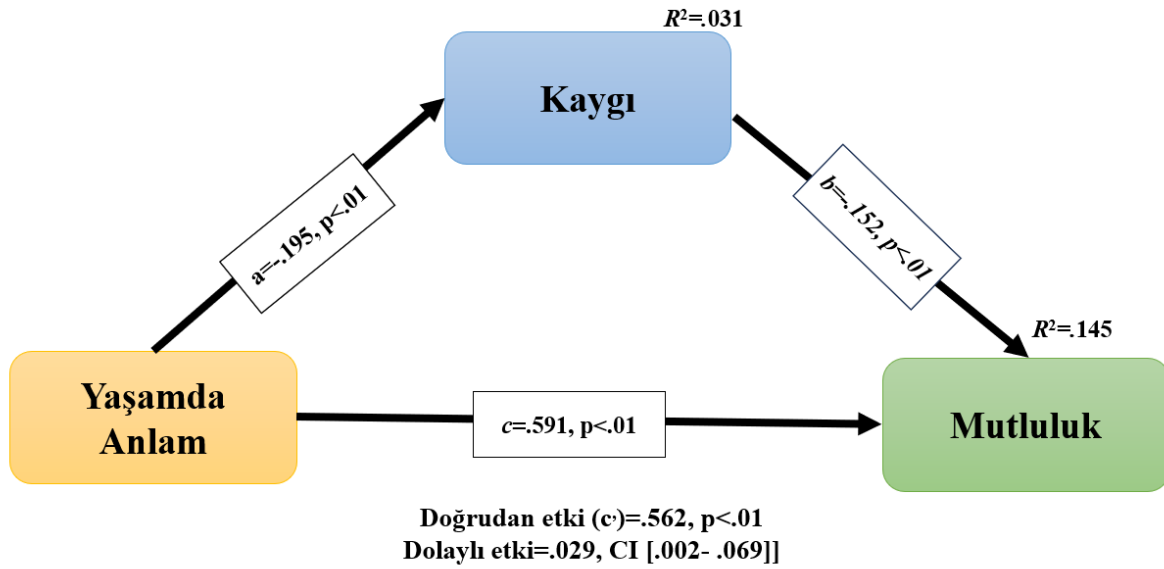 R²=.031
Kaygı
a=-.195, p<.01
b=-.152, p<.01
R²=.145
Yaşamda
Anlam
c=.591, p<.01
Mutluluk
Doğrudan etki (c,)=.562, p<.01
Dolaylı etki=.029, CI [.002- .069]]